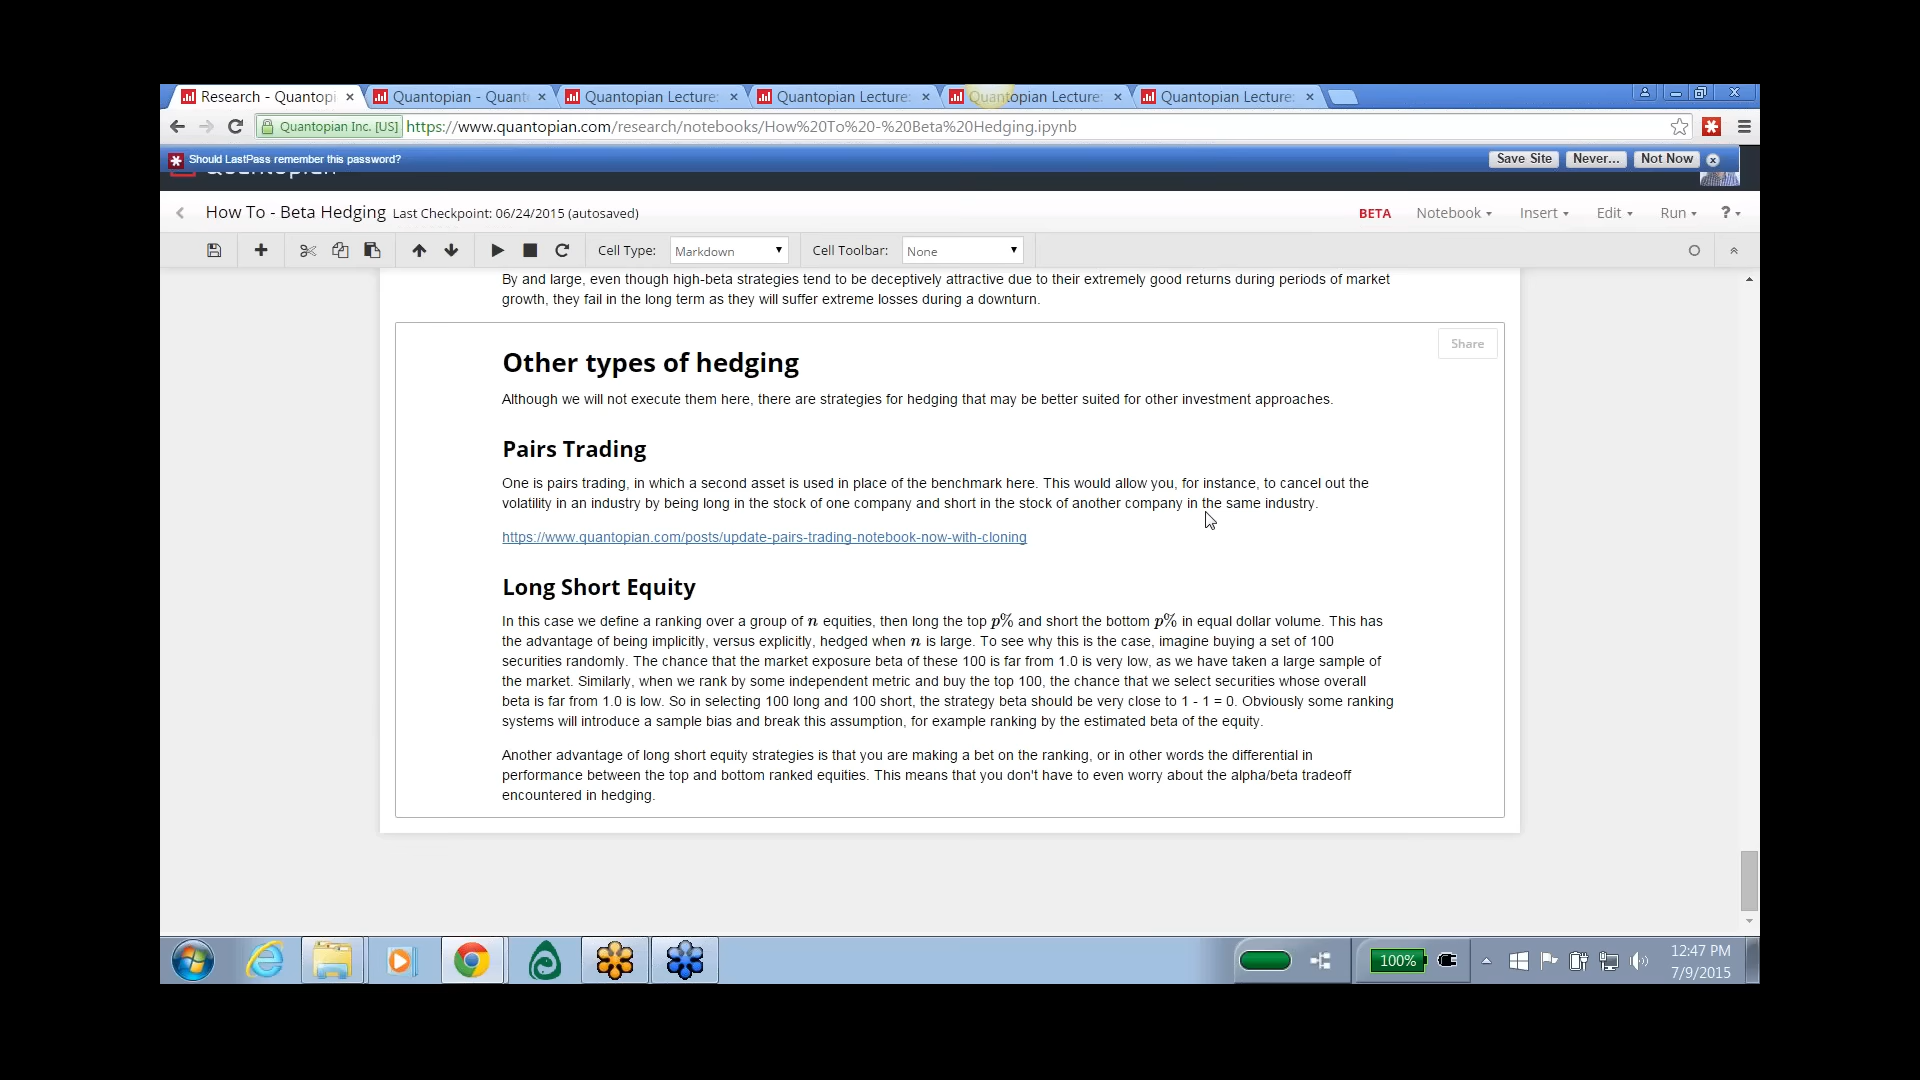 Research - Quantopi
Quantopian - Quant
Quantopian Lecture:
Quantopian Lecture:
Quantopian Lecture:
Quantopian Lecture:
Quantopian Inc. [US] https://www.quantopian.com/research/notebooks/How%20To%20-%20Beta%20Hedging.ipynb
Should LastPass remember this password? Save Site Never... Not Now
How To - Beta Hedging Last Checkpoint: 06/24/2015 (autosaved) BETA Notebook Insert Edit Run ?
Cell Type: Markdown Cell Toolbar: None
By and large, even though high-beta strategies tend to be deceptively attractive due to their extremely good returns during periods of market
growth, they fail in the long term as they will suffer extreme losses during a downturn.
Share
Other types of hedging
Although we will not execute them here, there are strategies for hedging that may be better suited for other investment approaches.
Pairs Trading
One is pairs trading, in which a second asset is used in place of the benchmark here. This would allow you, for instance, to cancel out the
volatility in an industry by being long in the stock of one company and short in the stock of another company in the same industry.
https://www.quantopian.com/posts/update-pairs-trading-notebook-now-with-cloning
Long Short Equity
In this case we define a ranking over a group of n equities, then long the top p% and short the bottom p% in equal dollar volume. This has
the advantage of being implicitly, versus explicitly, hedged when n is large. To see why this is the case, imagine buying a set of 100
securities randomly. The chance that the market exposure beta of these 100 is far from 1.0 is very low, as we have taken a large sample of
the market. Similarly, when we rank by some independent metric and buy the top 100, the chance that we select securities whose overall
beta is far from 1.0 is low. So in selecting 100 long and 100 short, the strategy beta should be very close to 1 - 1 = 0. Obviously some ranking
systems will introduce a sample bias and break this assumption, for example ranking by the estimated beta of the equity.
Another advantage of long short equity strategies is that you are making a bet on the ranking, or in other words the differential in
performance between the top and bottom ranked equities. This means that you don't have to even worry about the alpha/beta tradeoff
encountered in hedging.
100%
12:47 PM
7/9/2015